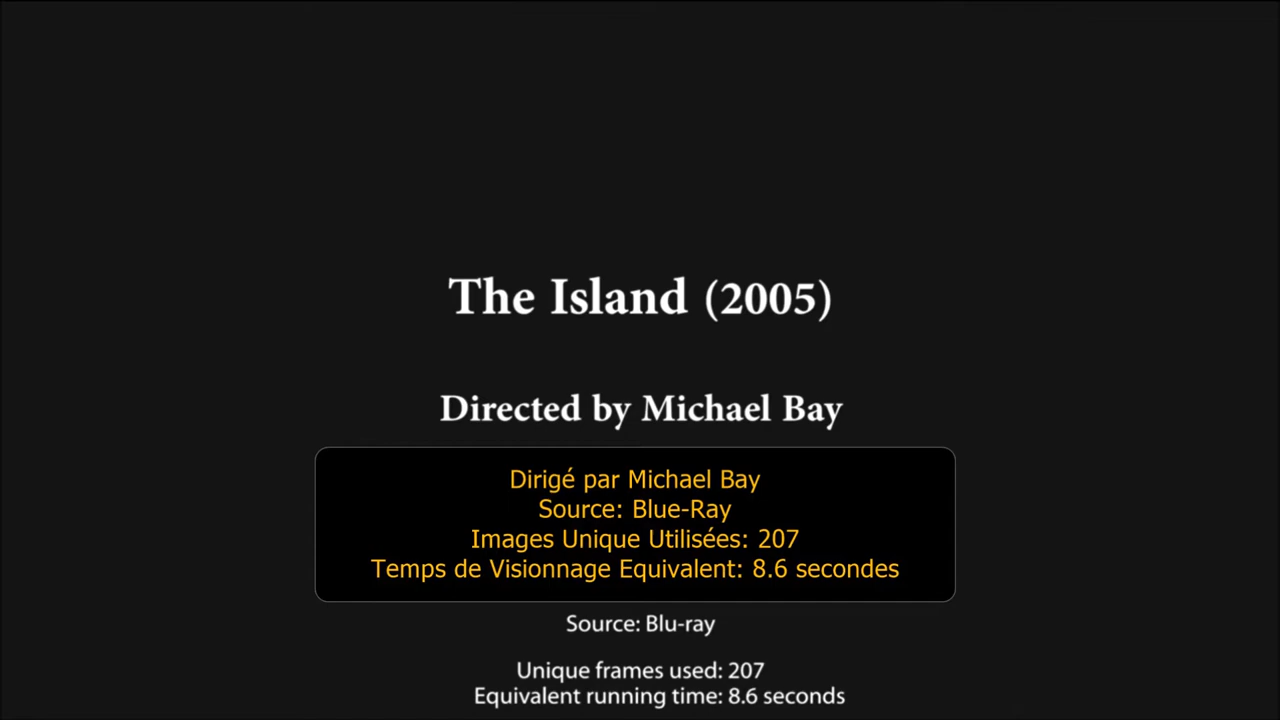 The Island (2005)
Directed by Michael Bay
Dirigé par Michael Bay
Source: Blue-Ray
Images Unique Utilisées: 207
Temps de Visionnage Equivalent: 8.6 secondes
Source: Blu-ray
Unique frames used: 207
Equivalent running time: 8.6 seconds